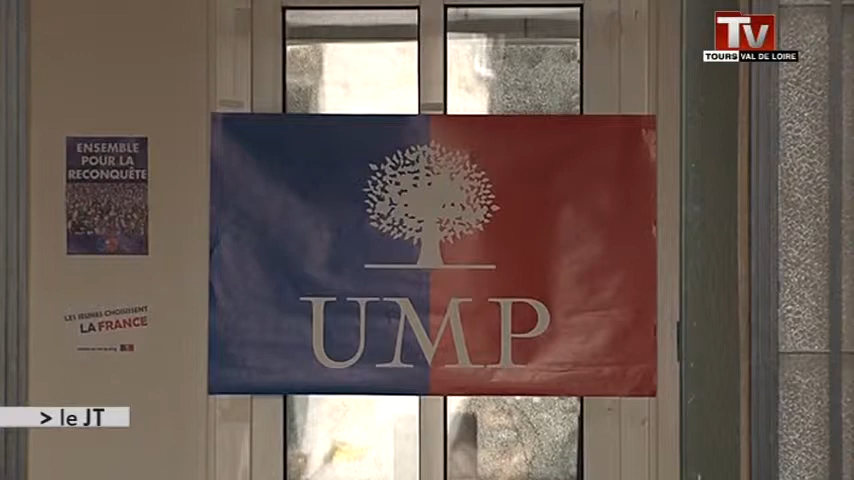 TV
TOURS VAL DE LOIRE
ENSEMBLE
POUR LA
RECONQUÊTE
UMP
LES JEUNES CHOISISSENT
LA FRANCE
> le JT